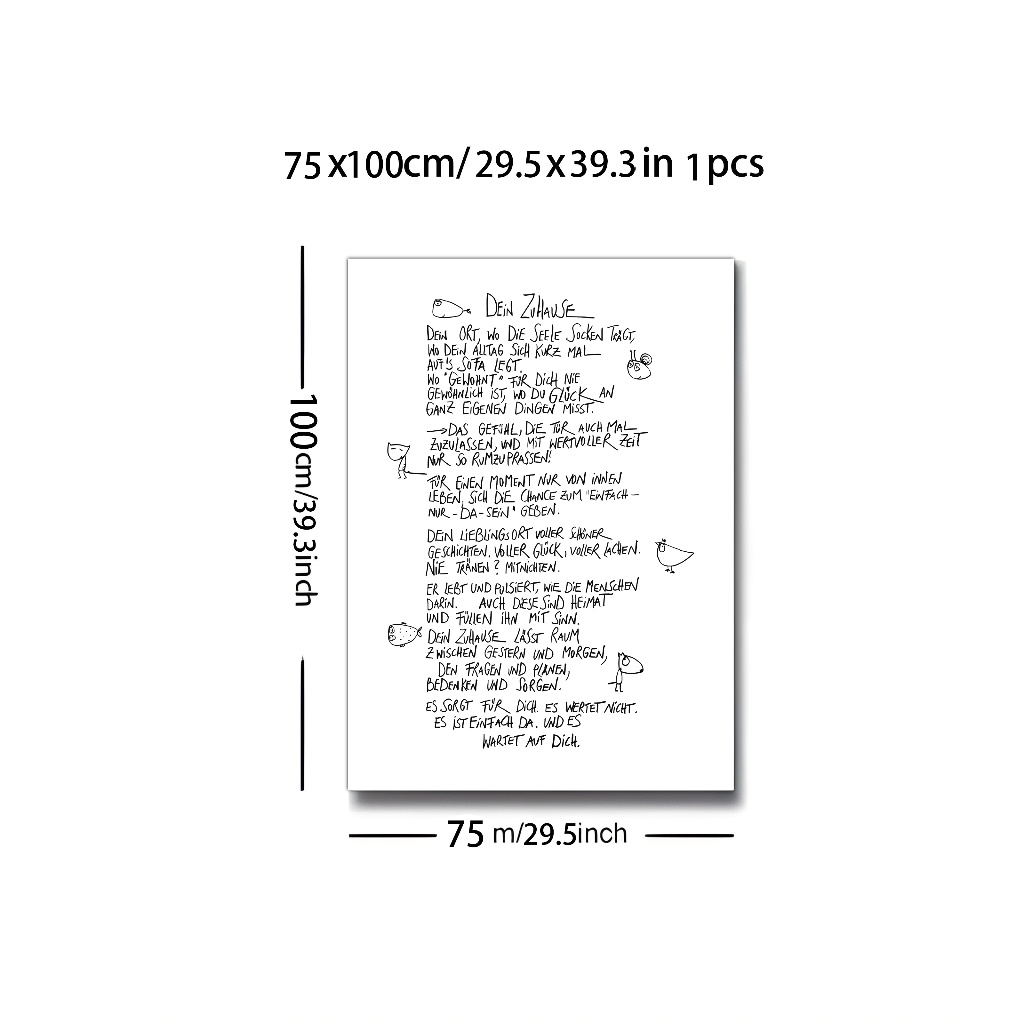 75x100cm/29.5x39.3in 1pcs
100cm/39.3inch
DEIN ZUHAUSE
DEIN ORT, WO DIE SEELE SOCKEN TRÄGT,
WO DEIN ALLTAG SICH KURZ MAL
AUF'S SOFA LEGT.
WO "GEWOHNT" FÜR DICH NIE
GEWÖHNLICH IST, WO DU GLÜCK AN
GANZ EIGENEN DINGEN MISST.
→DAS GEFÜHL, DIE TÜR AUCH MAL
ZUZULASSEN, UND MIT WERTVOLLER ZEIT
NUR SO RUMZUPRASSEN!
FÜR EINEN MOMENT NUR VON INNEN
LEBEN, SICH DIE CHANCE ZUM "EINFACH-
NUR-DA-SEIN" GEBEN.
DEIN LIEBLINGSORT VOLLER SCHÖNER
GESCHICHTEN, VOLLER GLÜCK, VOLLER LACHEN.
NIE TRÄNEN? MITNICHTEN.
ER LEBT UND PULSIERT, WIE DIE MENSCHEN
DARIN. AUCH DIESE SIND HEIMAT
UND FÜLLEN IHN MIT SINN.
DEIN ZUHAUSE LÄSST RAUM
ZWISCHEN GESTERN UND MORGEN,
DEN FRAGEN UND PLÄNEN,
BEDENKEN UND SORGEN.
ES SORGT FÜR DICH. ES WERTET NICHT.
ES IST EINFACH DA. UND ES
WARTET AUF DICH.
75 m/29.5inch